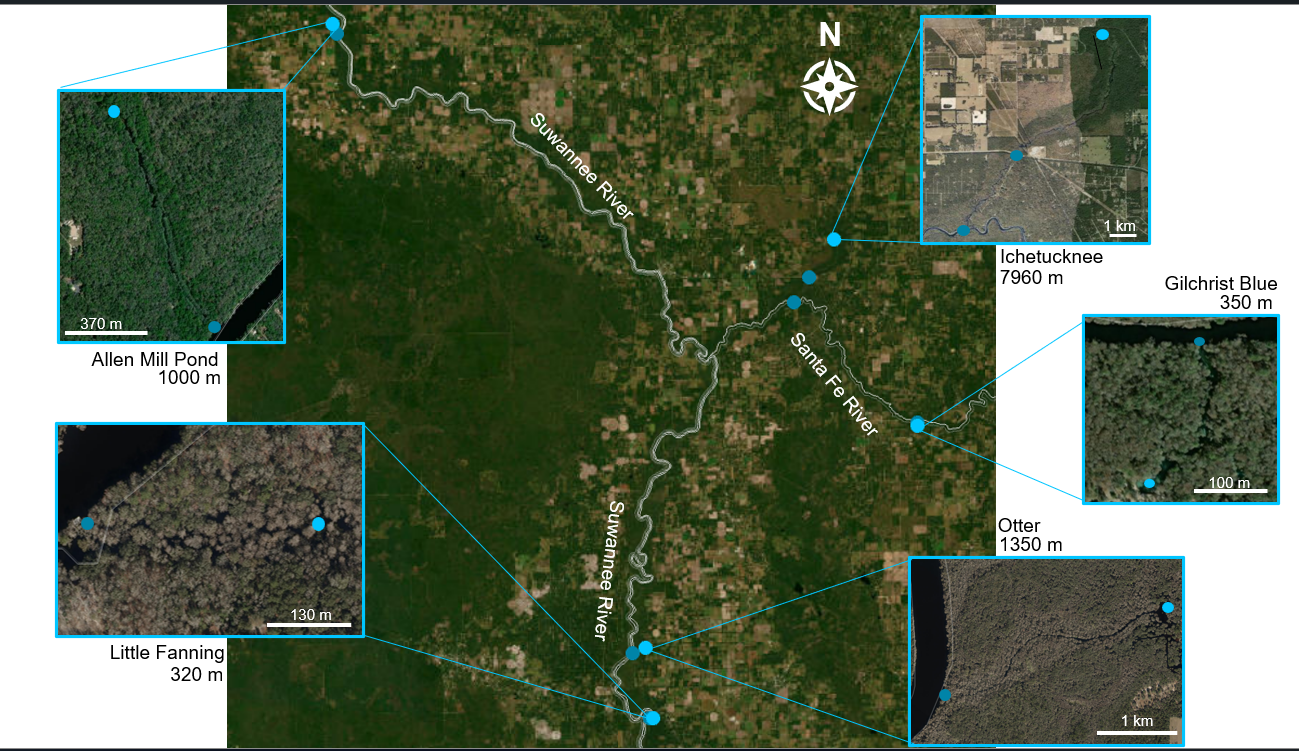 N
Suwannee River
1 km
Ichetucknee
7960 m
370 m
Allen Mill Pond
1000 m
Gilchrist Blue
350 m
Santa Fe River
100 m
Suwannee River
Otter
1350 m
130 m
Little Fanning
320 m
1 km